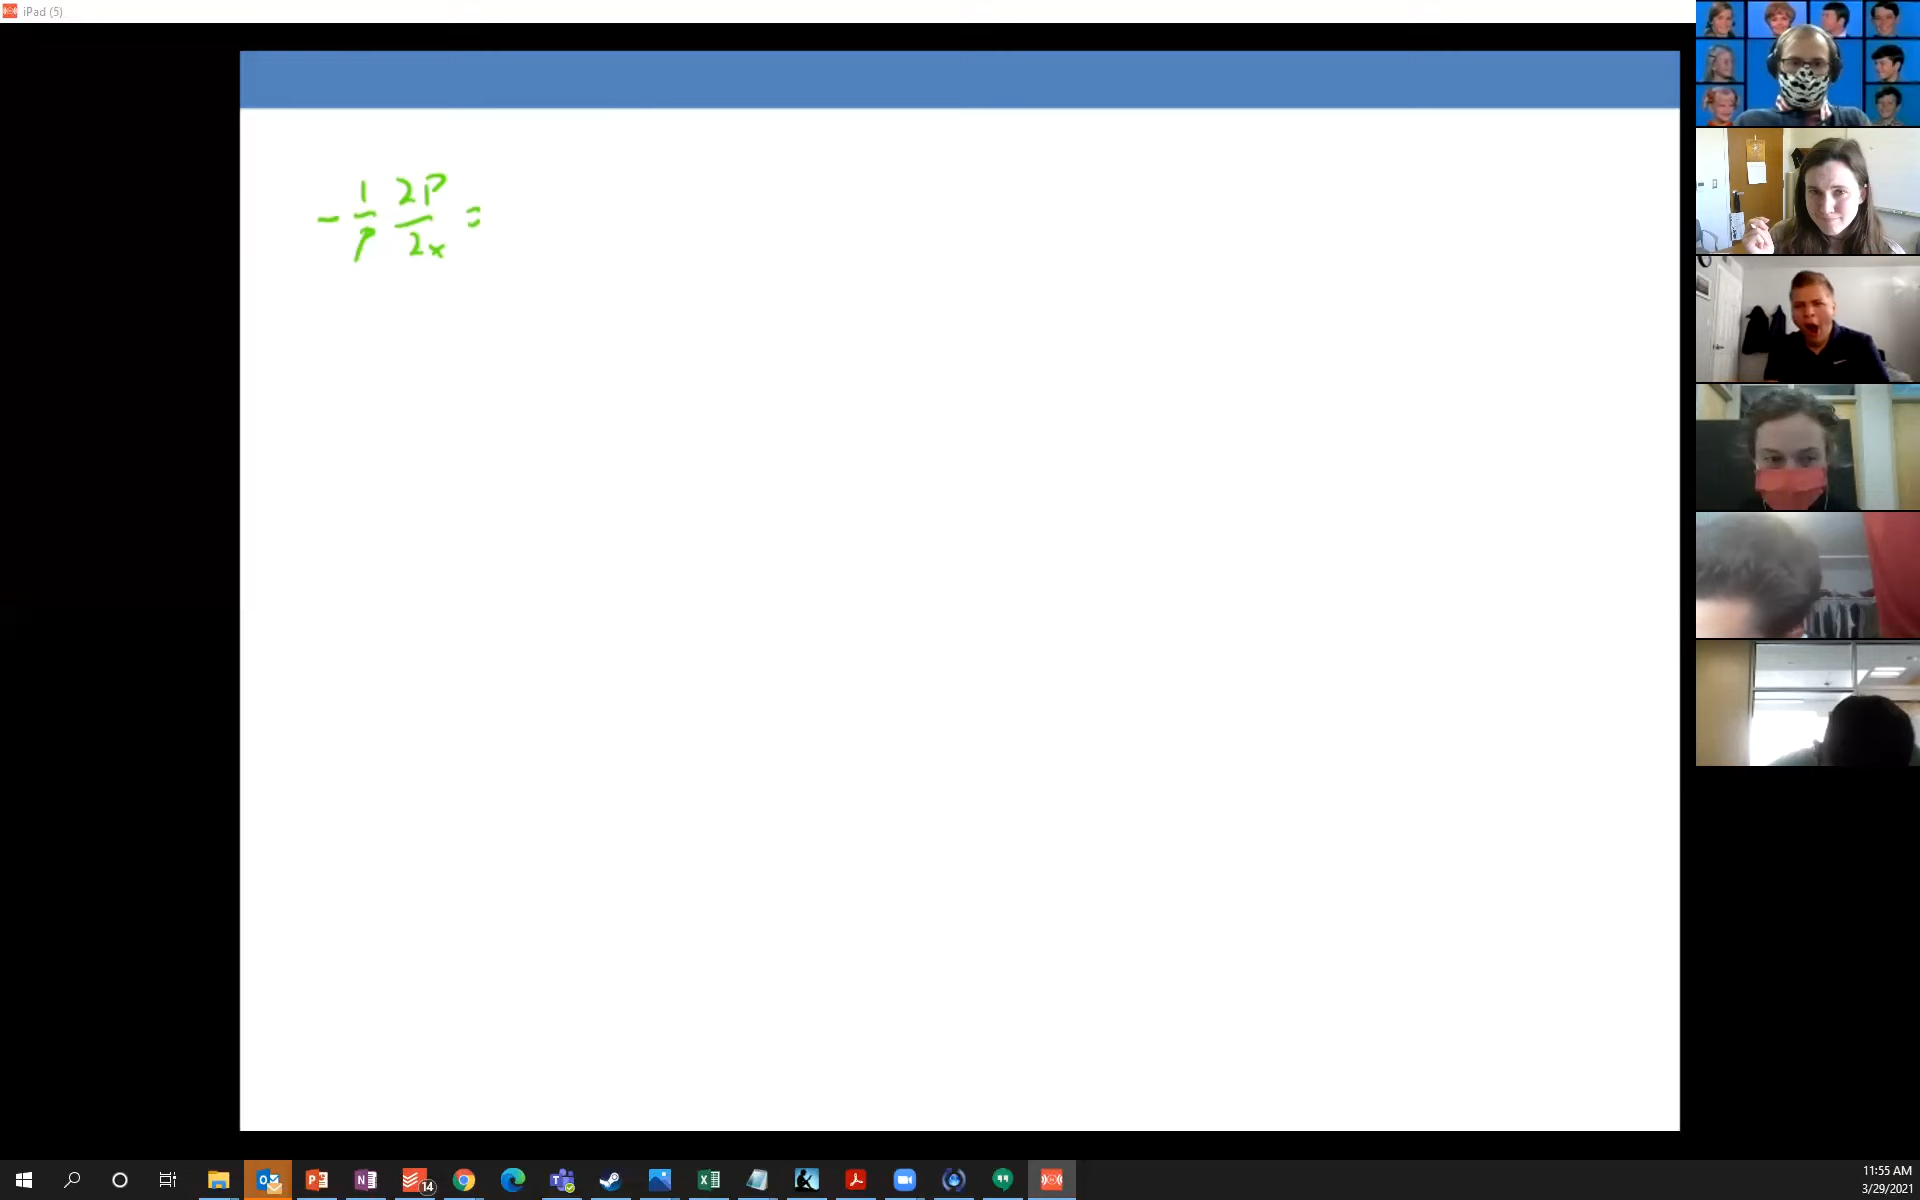 iPad (5)
- 1/ρ ∂P/∂x =
14
11:55 AM
3/29/2021